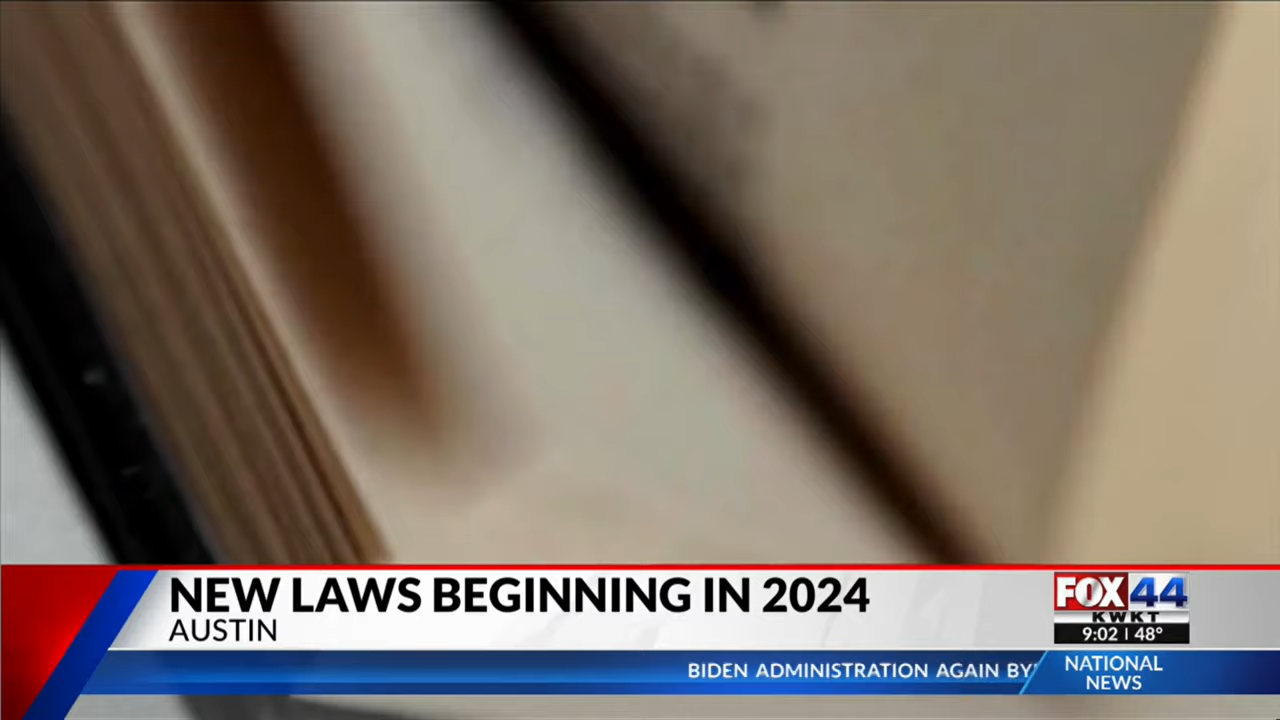 NEW LAWS BEGINNING IN 2024
AUSTIN
FOX 44
KWKT
9:02 | 48°
BIDEN ADMINISTRATION AGAIN BY
NATIONAL
NEWS